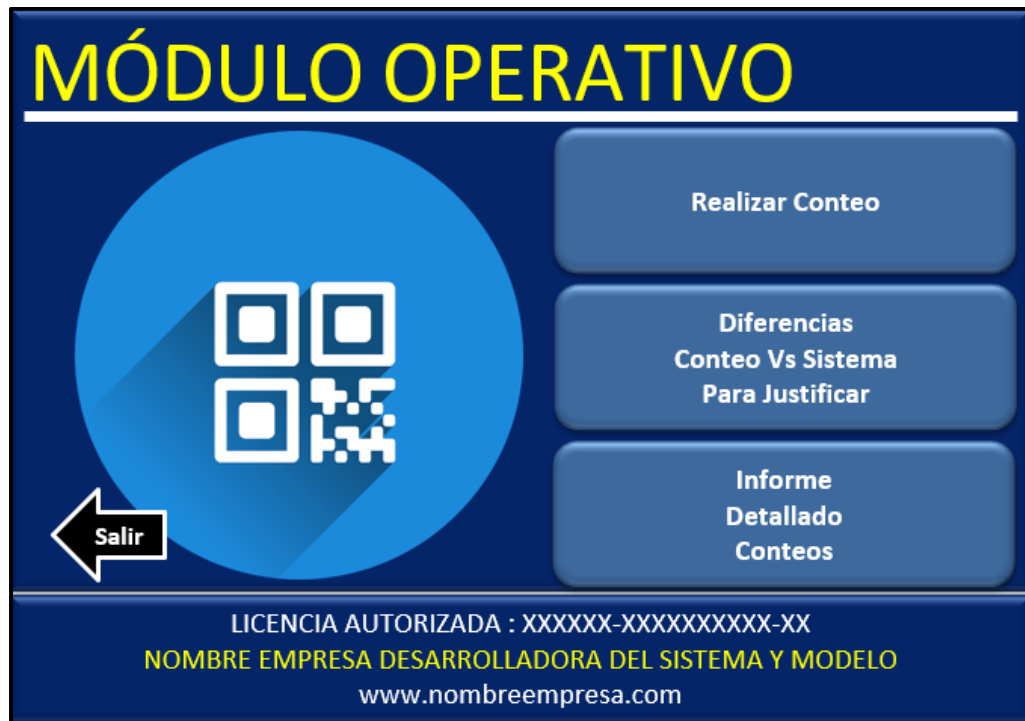 MÓDULO OPERATIVO
Realizar Conteo
Diferencias
Conteo Vs Sistema
Para Justificar
Informe
Detallado
Conteos
Salir
LICENCIA AUTORIZADA : XXXXXX-XXXXXXXXXX-XX
NOMBRE EMPRESA DESARROLLADORA DEL SISTEMA Y MODELO
www.nombreempresa.com